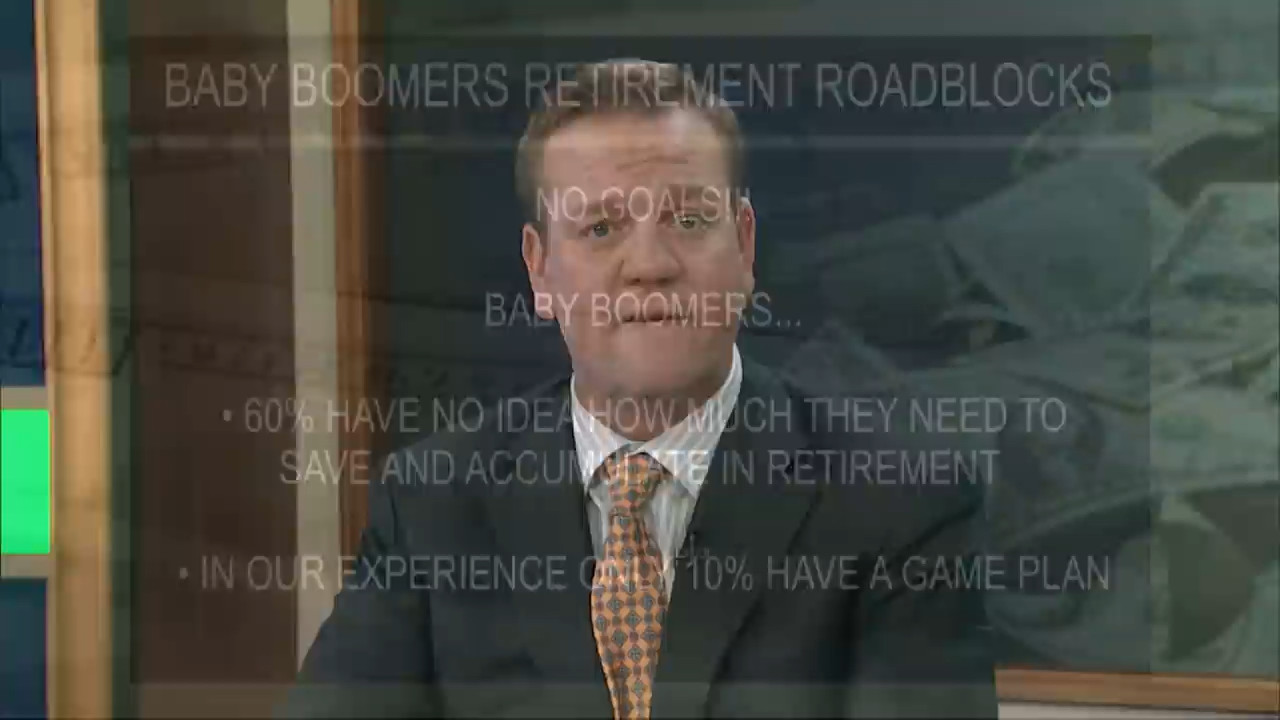 BABY BOOMERS RETIREMENT ROADBLOCKS
NO GOALS!!
BABY BOOMERS...
• 60% HAVE NO IDEA HOW MUCH THEY NEED TO
SAVE AND ACCUMULATE IN RETIREMENT
• IN OUR EXPERIENCE 10% HAVE A GAME PLAN